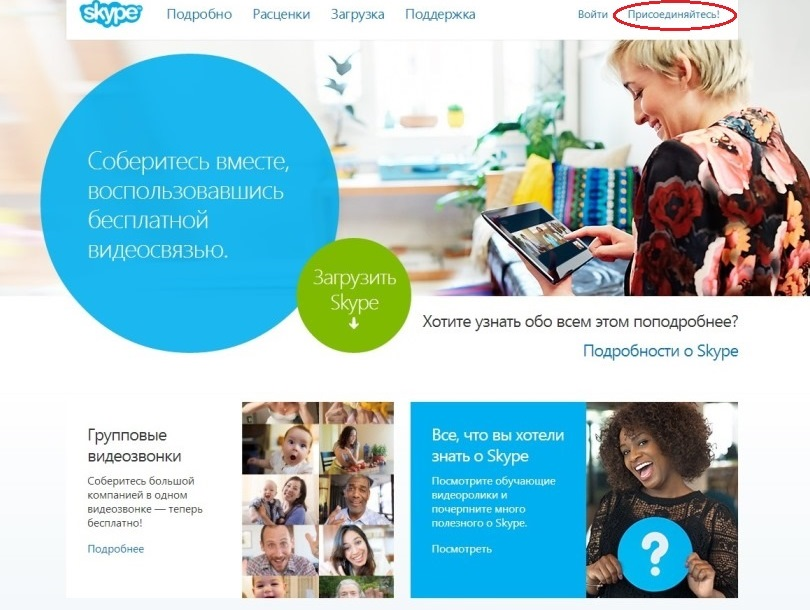 skype
Подробно Расценки Загрузка Поддержка
Войти Присоединяйтесь!
Соберитесь вместе,
воспользовавшись
бесплатной
видеосвязью.
Загрузить
Skype
Хотите узнать обо всем этом поподробнее?
Подробности о Skype
Групповые
видеозвонки
Соберитесь большой
компанией в одном
видеозвонке — теперь
бесплатно!
Подробнее
Все, что вы хотели
знать о Skype
Посмотрите обучающие
видеоролики и
почерпните много
полезного о Skype.
Посмотреть
?